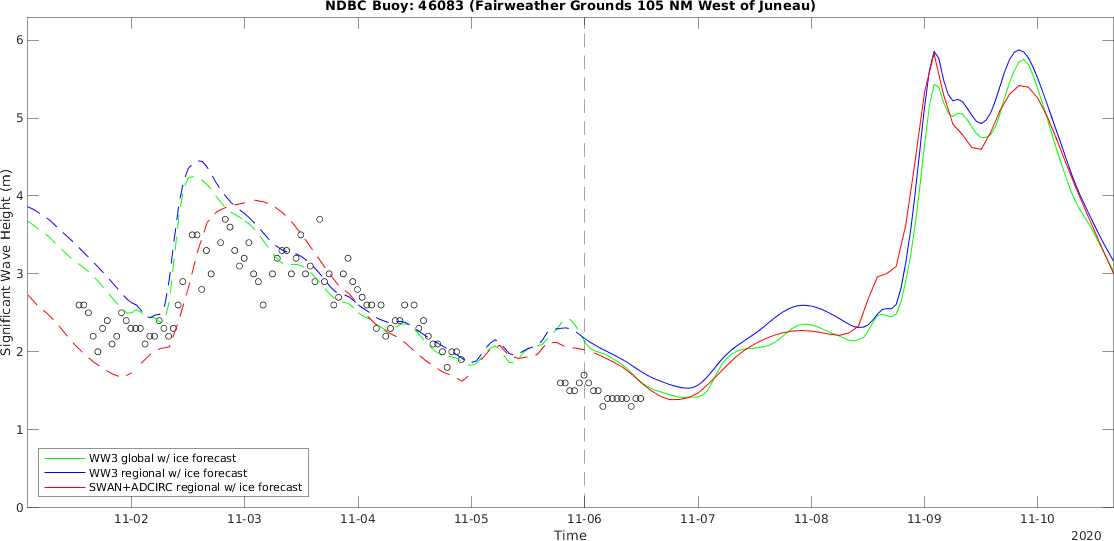 NDBC Buoy: 46083 (Fairweather Grounds 105 NM West of Juneau)
Significant Wave Height (m)
6
5
4
3
2
1
0
WW3 global w/ ice forecast
WW3 regional w/ ice forecast
SWAN+ADCIRC regional w/ ice forecast
11-02 11-03 11-04 11-05 11-06 11-07 11-08 11-09 11-10
Time
2020